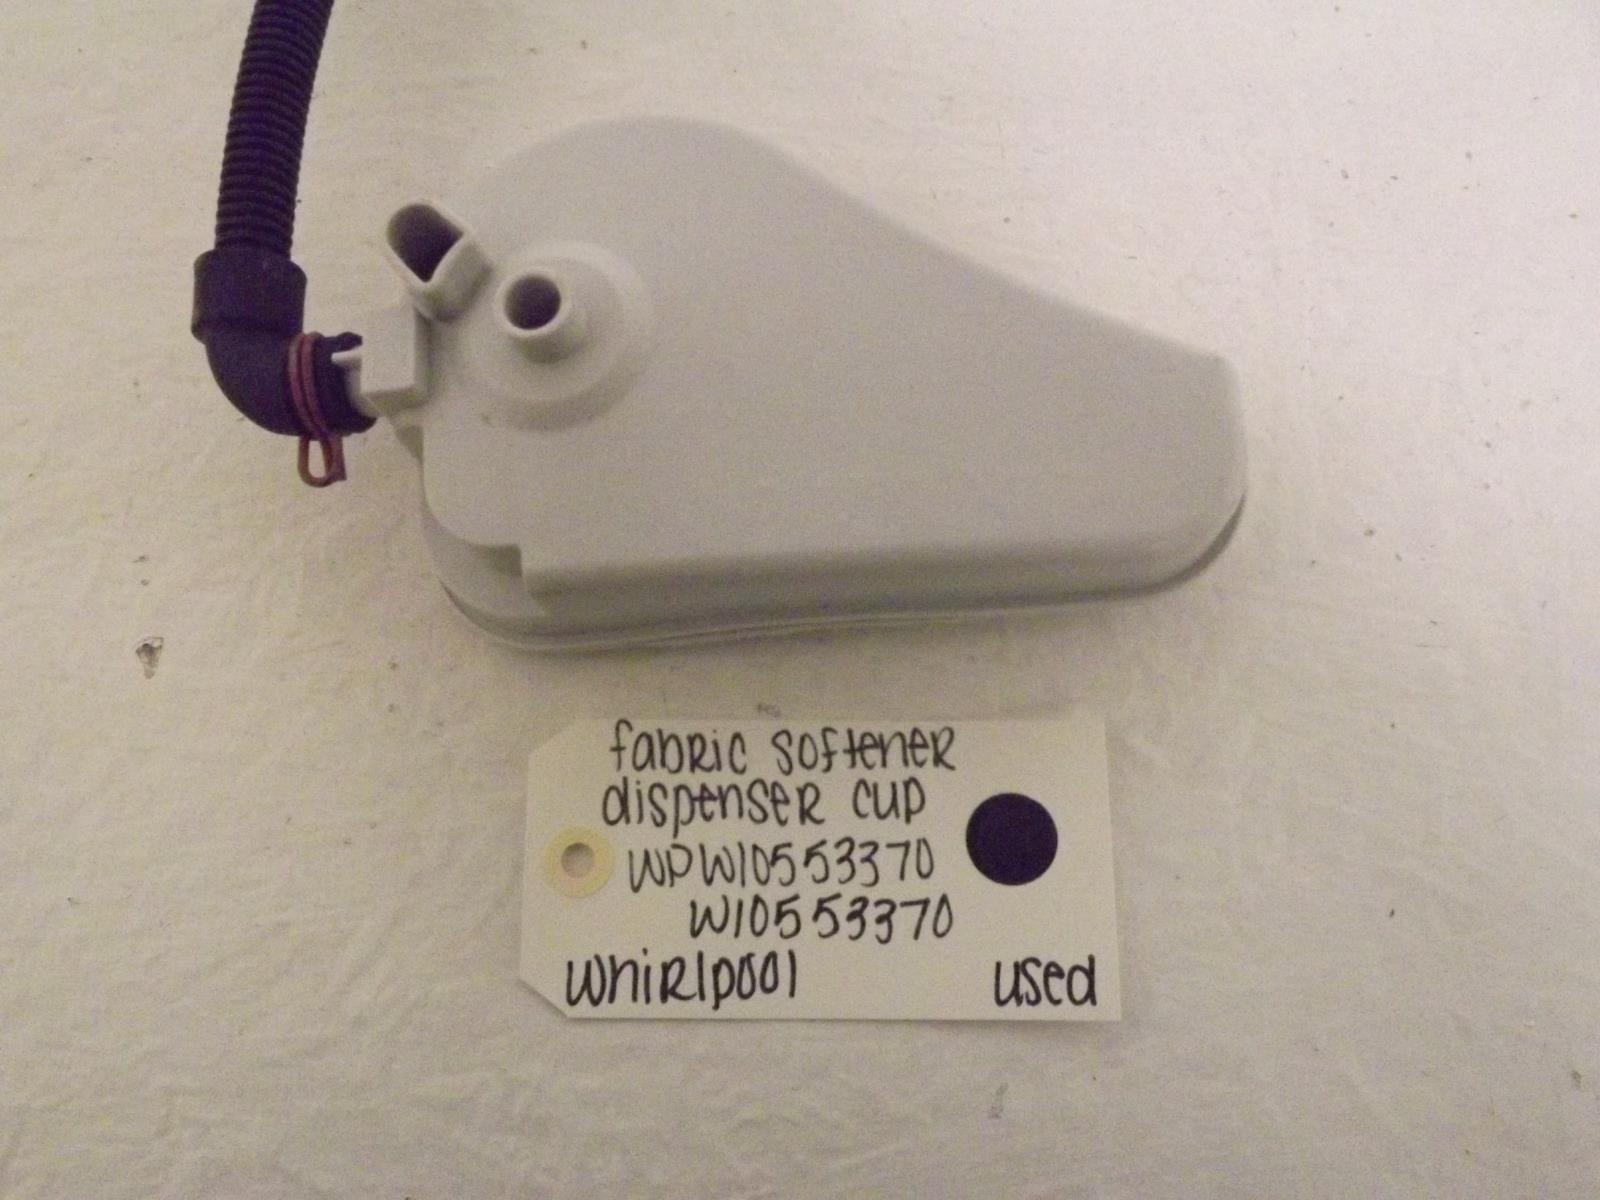 fabRic softeneR
dispenseR cup
WPW10553370
W10553370
WhiRlpool
used